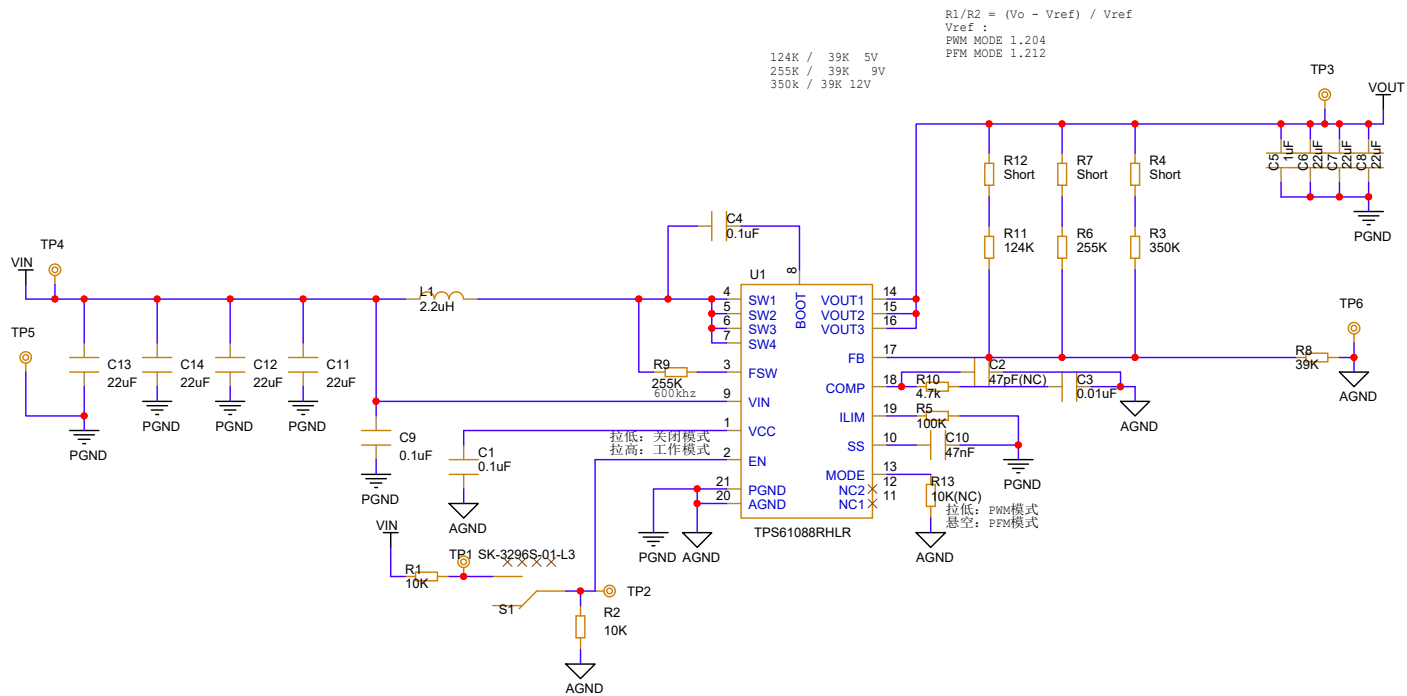 R1/R2 = (Vo - Vref) / Vref
Vref :
PWM MODE 1.204
PFM MODE 1.212
124K / 39K 5V
255K / 39K 9V
350k / 39K 12V
TP3
VOUT
C5
1uF
C6
22uF
C7
22uF
C8
22uF
PGND
R12
Short
R7
Short
R4
Short
R11
124K
R6
255K
R3
350K
C4
0.1uF
TP4
VIN
TP5
L1
2.2uH
C13
22uF
C14
22uF
C12
22uF
C11
22uF
PGND
PGND
PGND
PGND
C9
0.1uF
PGND
R9
255K
600khz
U1
8
BOOT
4
SW1
5
SW2
6
SW3
7
SW4
3
FSW
9
VIN
1
VCC
2
EN
21
PGND
20
AGND
VOUT1
14
VOUT2
15
VOUT3
16
FB
17
COMP
18
ILIM
19
SS
10
MODE
13
NC2
12
NC1
11
TPS61088RHLR
TP6
R8
39K
AGND
C2
47pF(NC)
R10
4.7k
C3
0.01uF
AGND
R5
100K
C10
47nF
PGND
R13
10K(NC)
拉低: PWM模式
悬空: PFM模式
AGND
拉低: 关闭模式
拉高: 工作模式
C1
0.1uF
AGND
PGND
AGND
VIN
R1
10K
TP1
SK-3296S-01-L3
S1
TP2
R2
10K
AGND